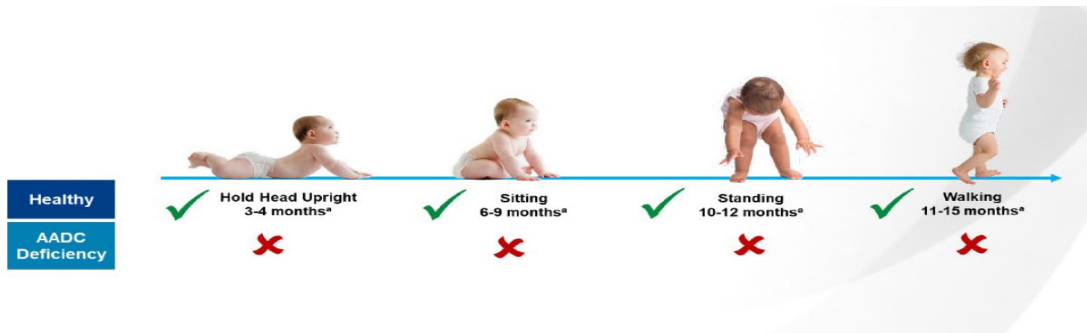 Healthy
Hold Head Upright
3-4 monthsª
Sitting
6-9 monthsª
Standing
10-12 monthsª
Walking
11-15 monthsª
AADC
Deficiency